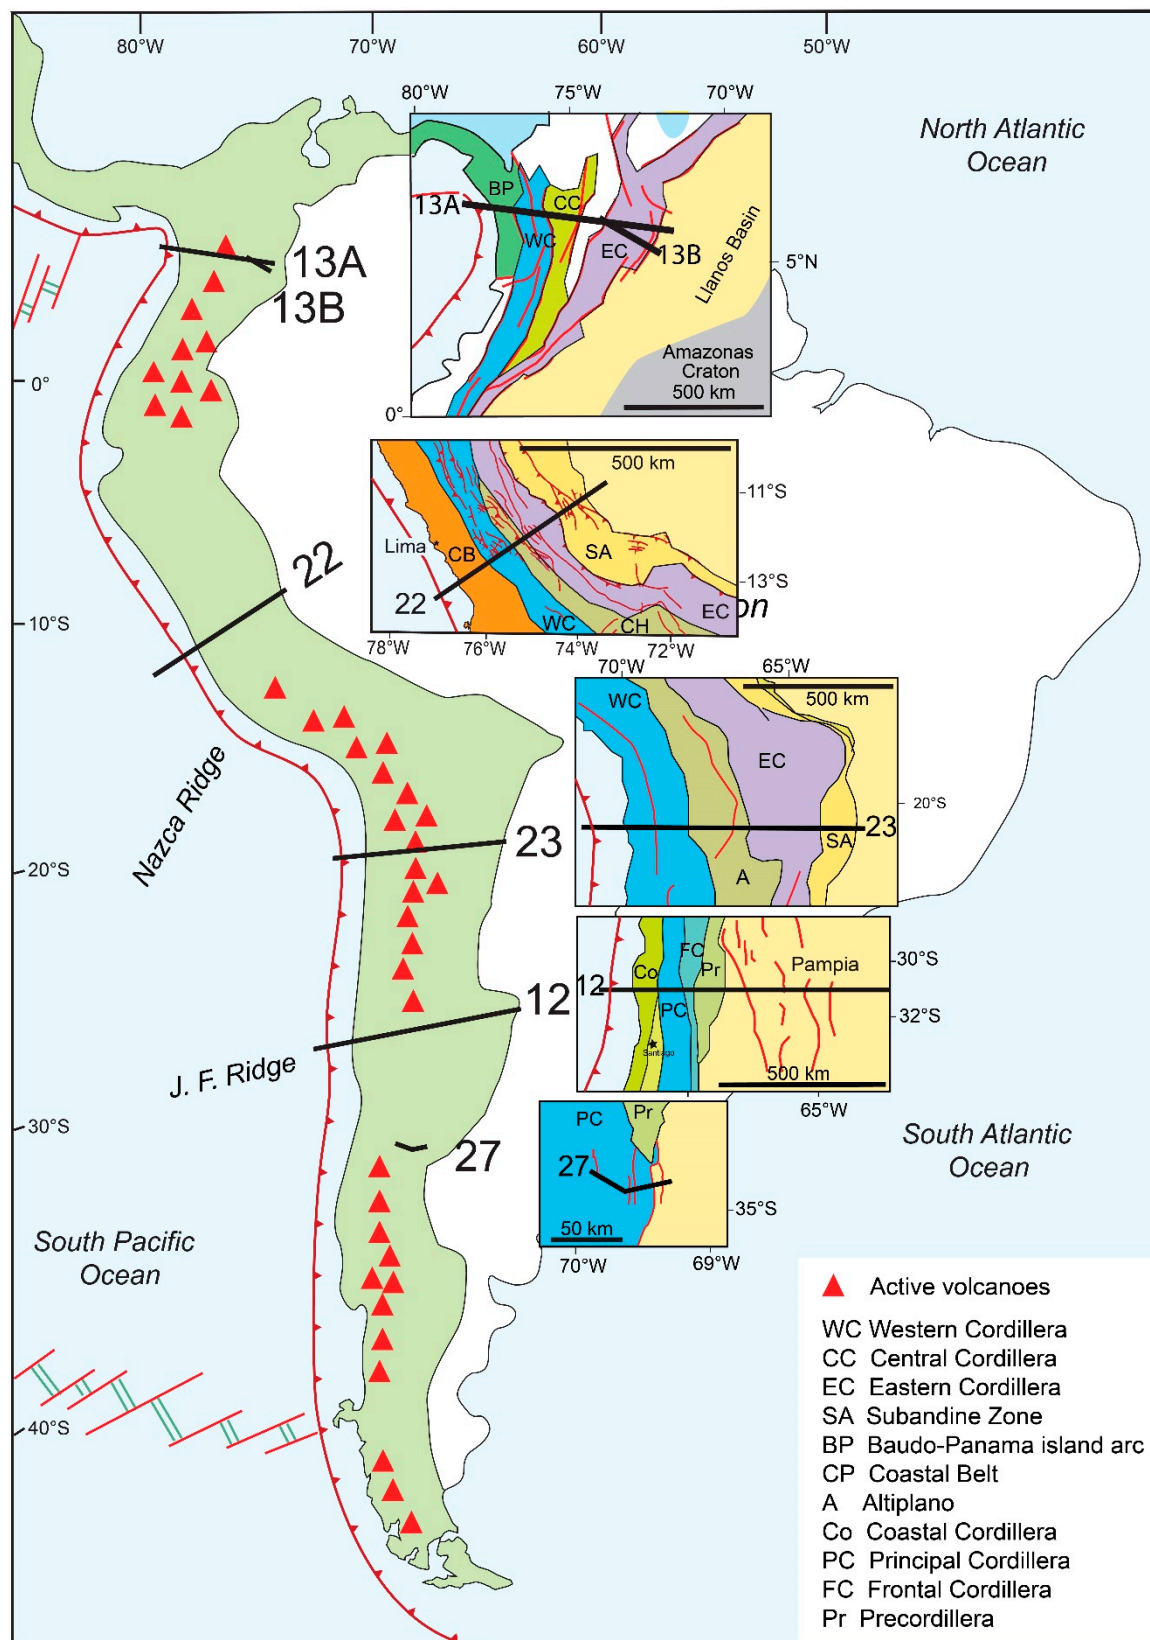 80°W
70°W
60°W
50°W
80°W
75°W
70°W
North Atlantic
Ocean
BP
13A
CC
WC
EC
13B
Llanos Basin
5°N
Amazonas
Craton
500 km
0°
13A
13B
0°
500 km
11°S
Lima
CB
SA
13°S
22
EC
on
WC
CH
78°W
76°W
74°W
72°W
22
10°S
70°W
65°W
WC
500 km
EC
20°S
23
SA
A
Nazca Ridge
23
20°S
FC
Co
Pr
Pampia
30°S
12
PC
32°S
Santiago
500 km
65°W
12
J. F. Ridge
PC
Pr
27
35°S
50 km
70°W
69°W
30°S
27
South Atlantic
Ocean
South Pacific
Ocean
40°S
Active volcanoes
WC Western Cordillera
CC Central Cordillera
EC Eastern Cordillera
SA Subandine Zone
BP Baudo-Panama island arc
CP Coastal Belt
A Altiplano
Co Coastal Cordillera
PC Principal Cordillera
FC Frontal Cordillera
Pr Precordillera